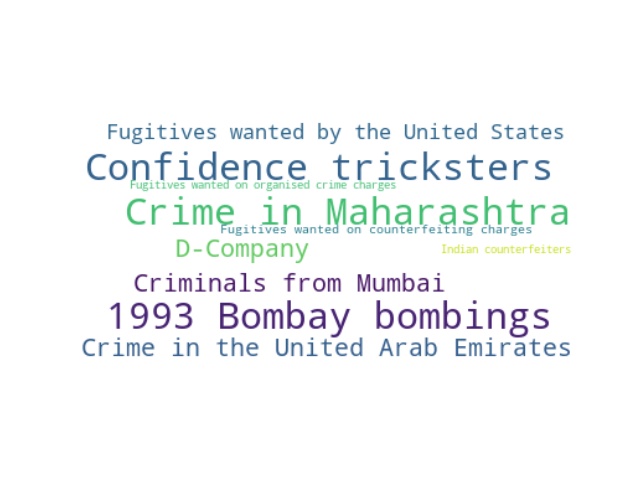 Fugitives wanted by the United States
Confidence tricksters
Fugitives wanted on organised crime charges
Crime in Maharashtra
Fugitives wanted on counterfeiting charges
D-Company
Indian counterfeiters
Criminals from Mumbai
1993 Bombay bombings
Crime in the United Arab Emirates